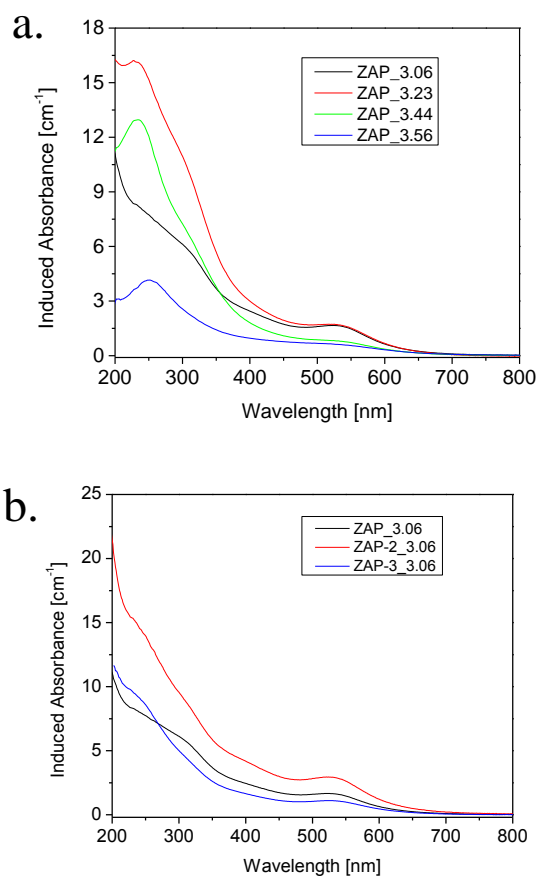 a.
18
15
12
9
6
3
0
Induced Absorbance [cm-1]
ZAP_3.06
ZAP_3.23
ZAP_3.44
ZAP_3.56
200 300 400 500 600 700 800
Wavelength [nm]
b.
25
20
15
10
5
0
Induced Absorbance [cm-1]
ZAP_3.06
ZAP-2_3.06
ZAP-3_3.06
200 300 400 500 600 700 800
Wavelength [nm]